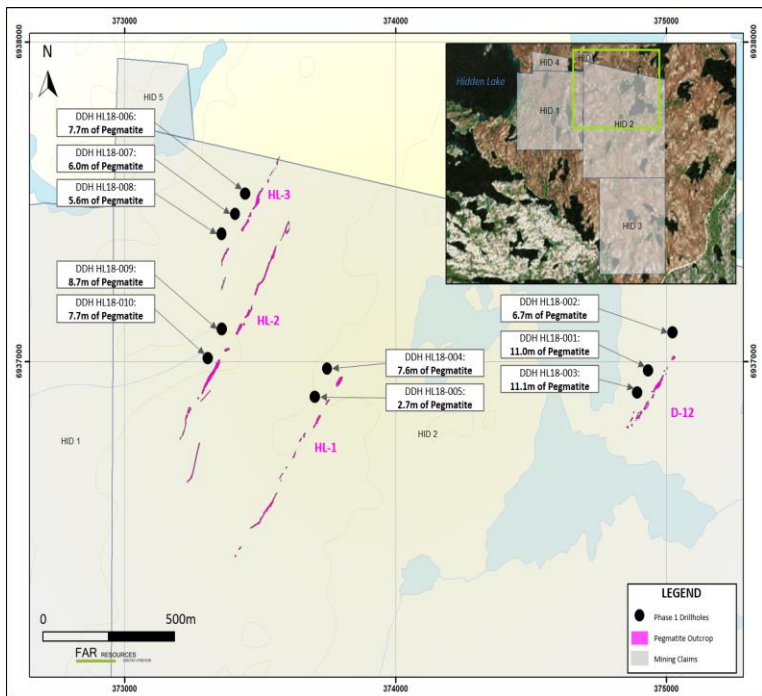 373000
374000
375000
6938000
6938000
N
HID 5
DDH HL18-006:
7.7m of Pegmatite
DDH HL18-007:
6.0m of Pegmatite
DDH HL18-008:
5.6m of Pegmatite
HL-3
DDH HL18-009:
8.7m of Pegmatite
DDH HL18-010:
7.7m of Pegmatite
HL-2
Hidden Lake
HID 4
HID 1
HID 2
HID 3
DDH HL18-002:
6.7m of Pegmatite
DDH HL18-001:
11.0m of Pegmatite
DDH HL18-003:
11.1m of Pegmatite
D-12
6937000
6937000
DDH HL18-004:
7.6m of Pegmatite
DDH HL18-005:
2.7m of Pegmatite
HL-1
HID 1
HID 2
0
500m
FAR RESOURCES
LEGEND
Phase 1 Drillholes
Pegmatite Outcrop
Mining Claims
373000
374000
375000